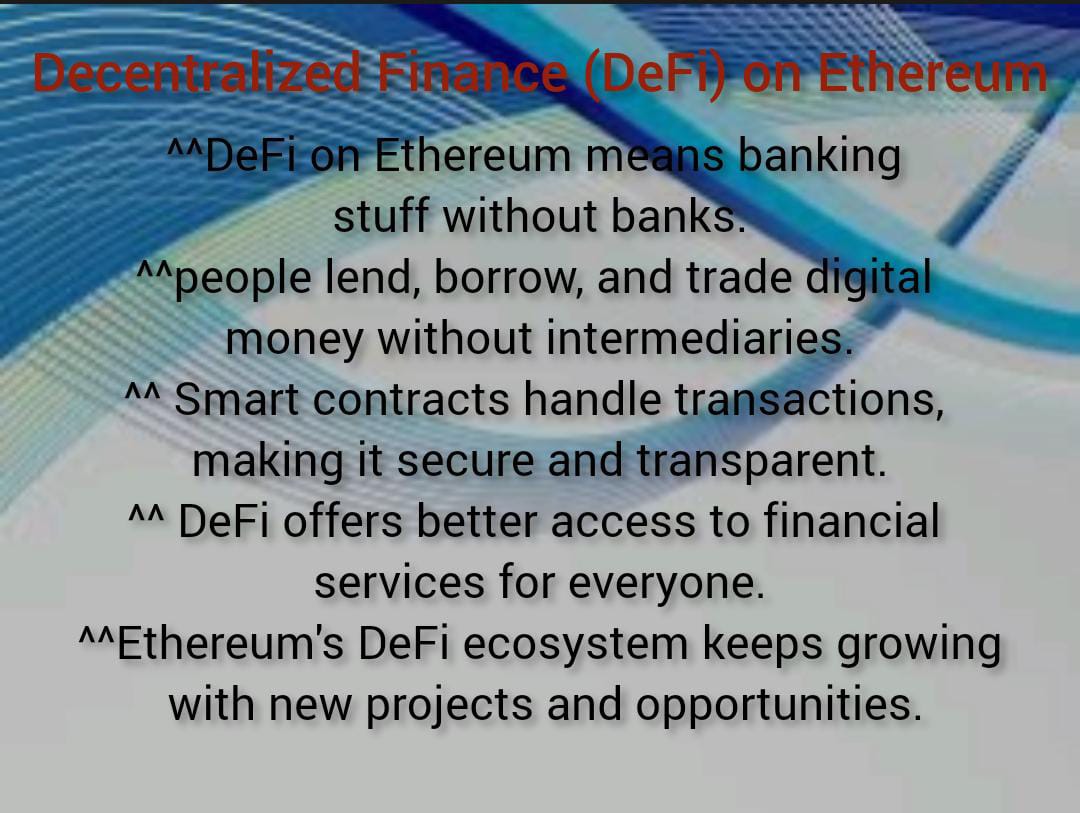 Decentralized Finance (DeFi) on Ethereum
^^DeFi on Ethereum means banking
stuff without banks.
^^people lend, borrow, and trade digital
money without intermediaries.
^^ Smart contracts handle transactions,
making it secure and transparent.
^^ DeFi offers better access to financial
services for everyone.
^^Ethereum's DeFi ecosystem keeps growing
with new projects and opportunities.